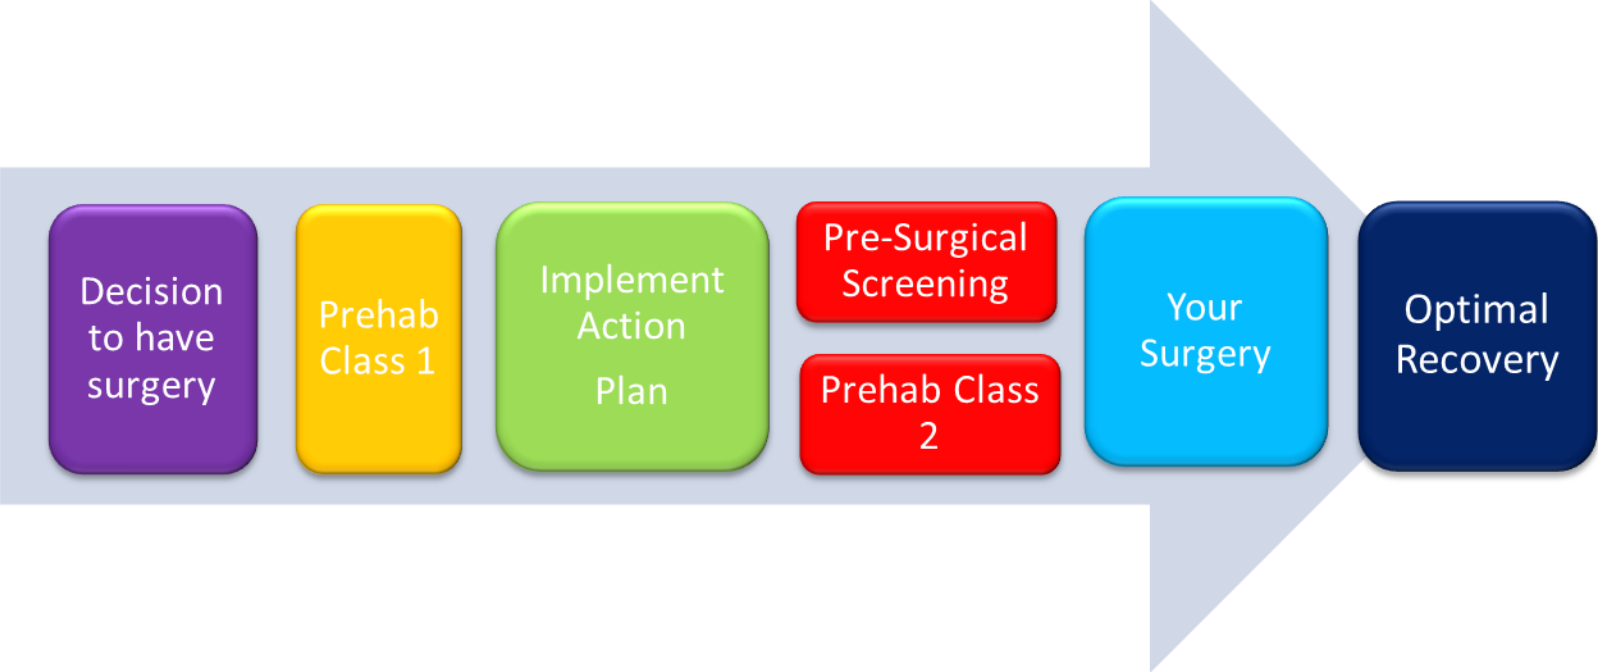 Decision
to have
surgery
Prehab
Class 1
Implement
Action
Plan
Pre-Surgical
Screening
Prehab Class
2
Your
Surgery
Optimal
Recovery